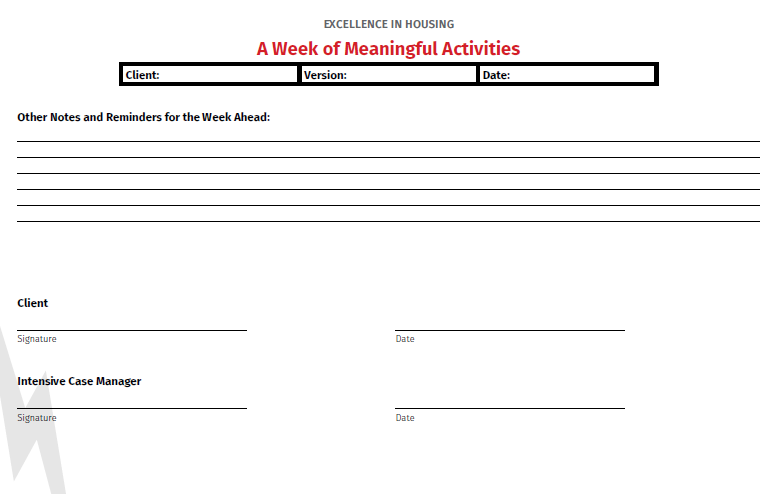 EXCELLENCE IN HOUSING
A Week of Meaningful Activities
Client: Version: Date:
Other Notes and Reminders for the Week Ahead:
Client
Signature Date
Intensive Case Manager
Signature Date